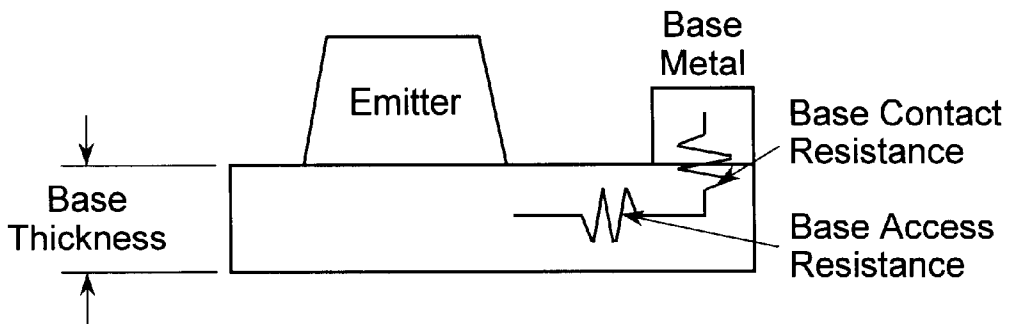 Base
Metal
Emitter
Base Contact
Resistance
Base
Thickness
Base Access
Resistance